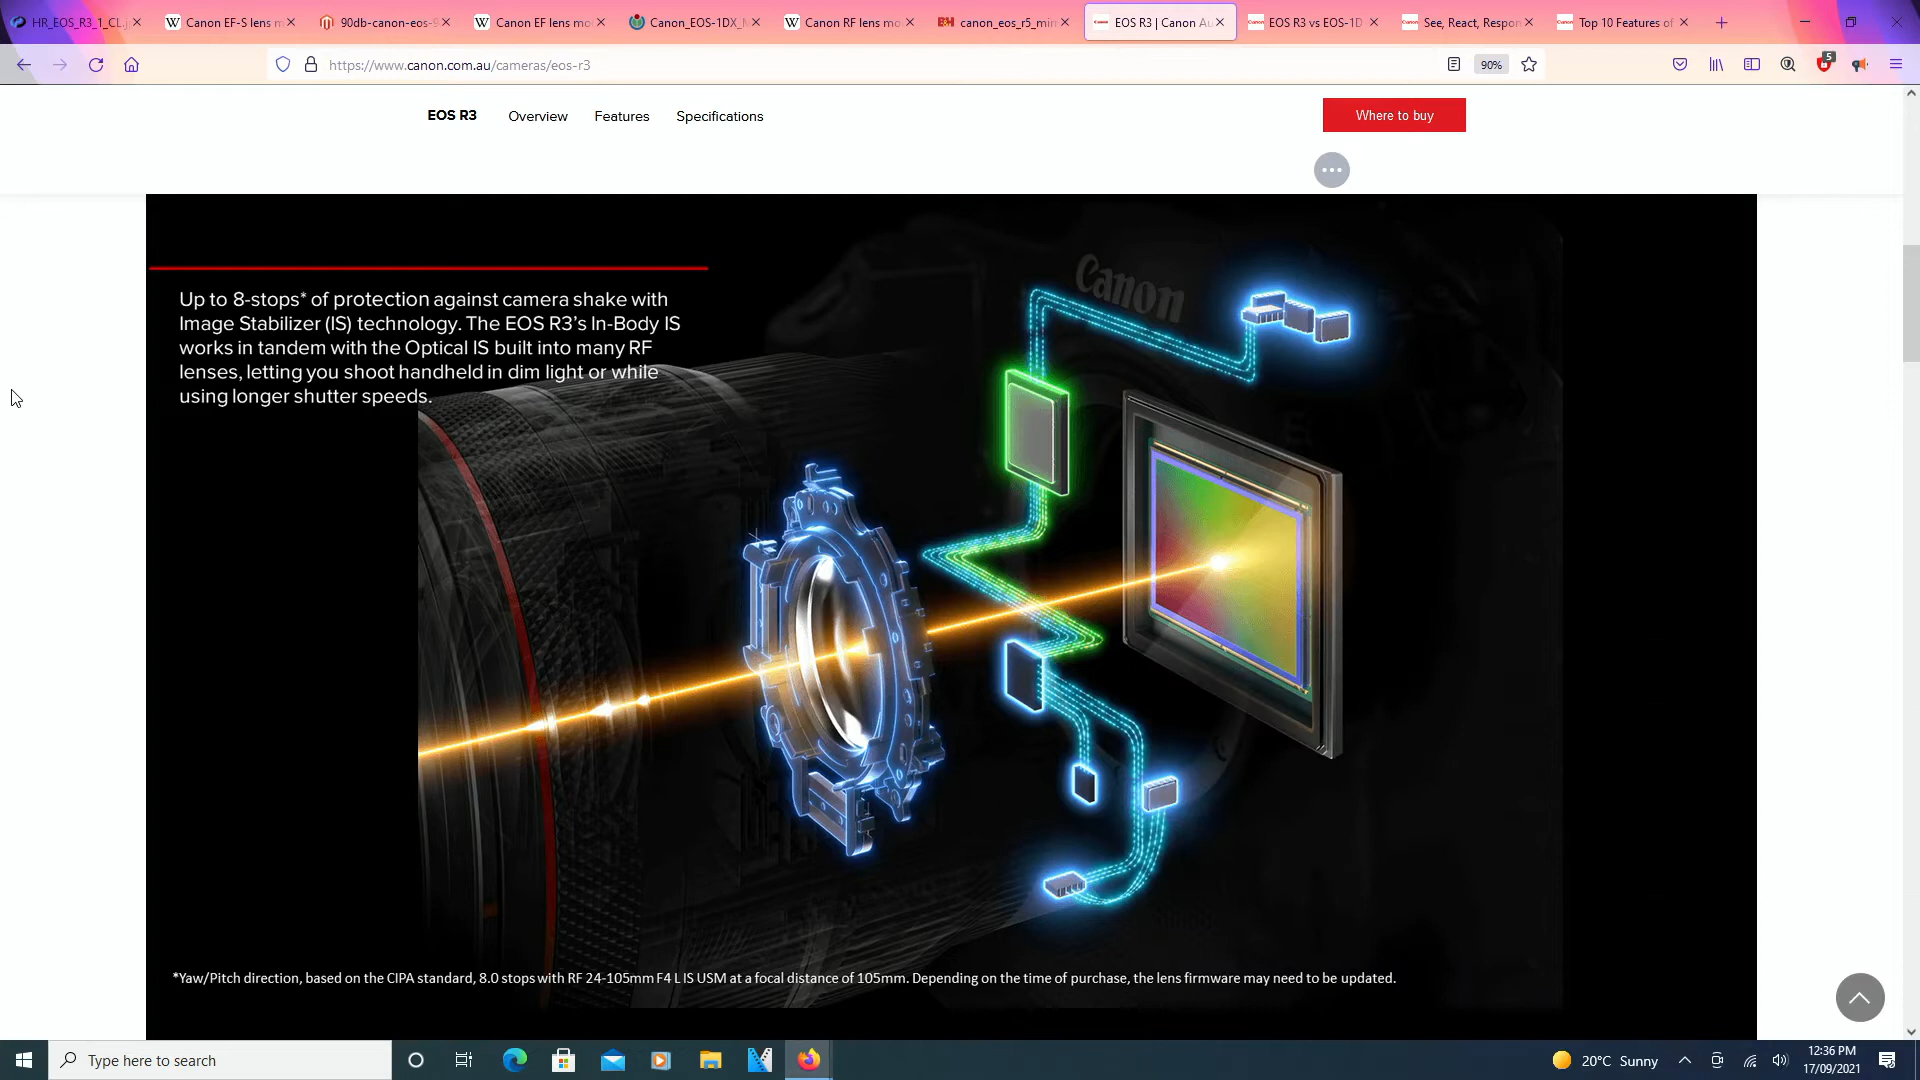 HR_EOS_R3_1_CL.j
Canon EF-S lens m
90db-canon-eos-9
Canon EF lens mo
Canon_EOS-1DX_M
Canon RF lens mo
canon_eos_r5_mir
EOS R3 | Canon Au
EOS R3 vs EOS-1D
See, React, Respon
Top 10 Features of
https://www.canon.com.au/cameras/eos-r3
90%
5
EOS R3
Overview
Features
Specifications
Where to buy
Canon
Up to 8-stops* of protection against camera shake with
Image Stabilizer (IS) technology. The EOS R3's In-Body IS
works in tandem with the Optical IS built into many RF
lenses, letting you shoot handheld in dim light or while
using longer shutter speeds.
*Yaw/Pitch direction, based on the CIPA standard, 8.0 stops with RF 24-105mm F4 L IS USM at a focal distance of 105mm. Depending on the time of purchase, the lens firmware may need to be updated.
Type here to search
20°C Sunny
12:36 PM
17/09/2021